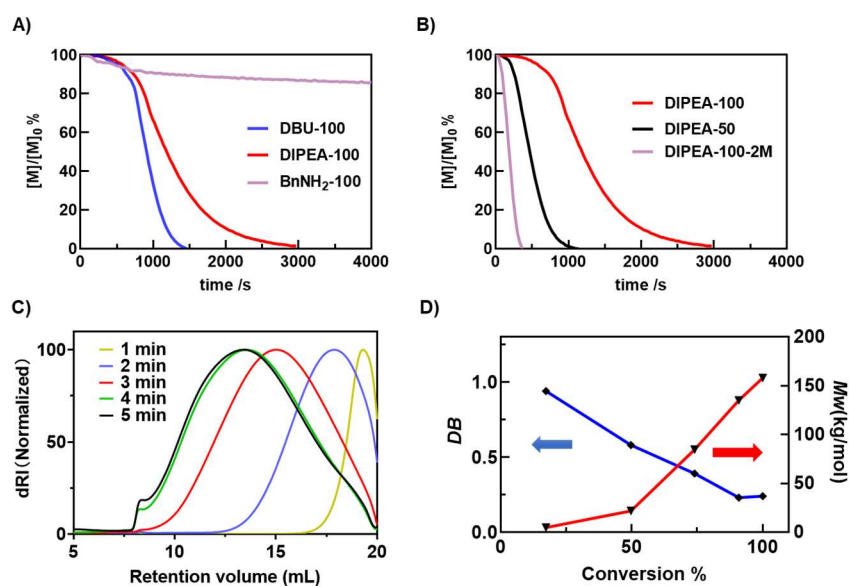 A)
100
80
60
40
20
0
[M]/[M]₀ %
DBU-100
DIPEA-100
BnNH₂-100
0 1000 2000 3000 4000
time /s
B)
100
80
60
40
20
0
[M]/[M]₀ %
DIPEA-100
DIPEA-50
DIPEA-100-2M
0 1000 2000 3000 4000
time /s
C)
100
50
0
dRI (Normalized)
1 min
2 min
3 min
4 min
5 min
5 10 15 20
Retention volume (mL)
D)
1.0
0.5
0.0
DB
200
150
100
50
0
Mw(kg/mol)
0 50 100
Conversion %